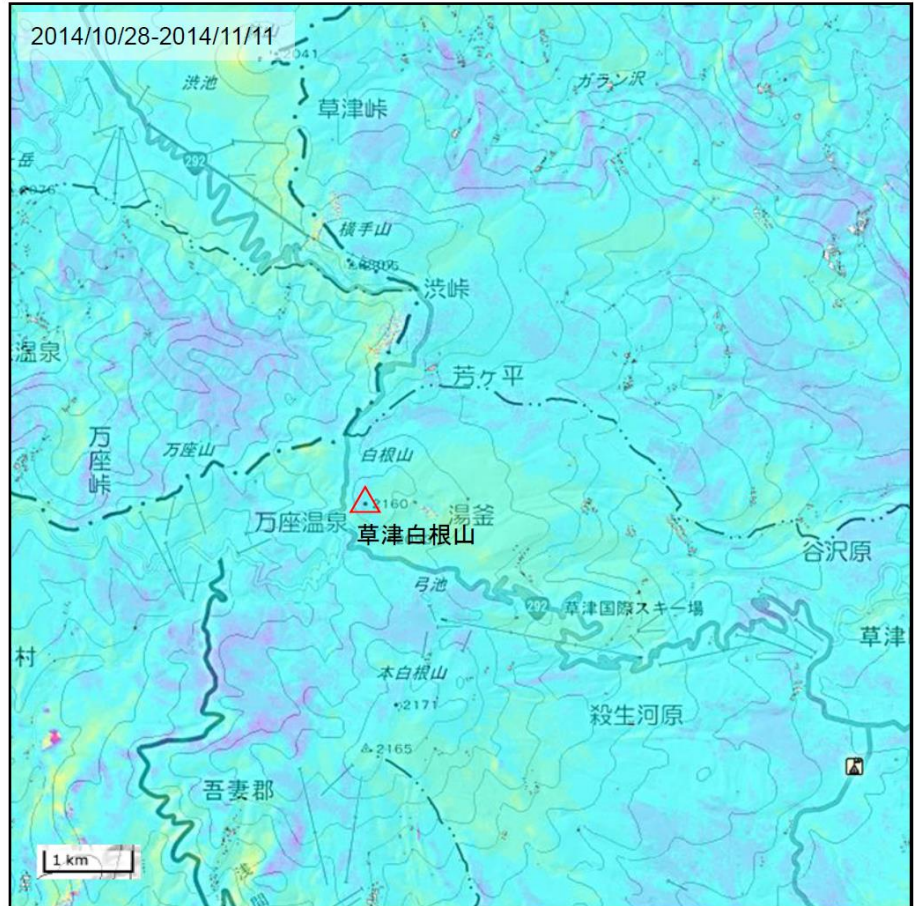 2014/10/28-2014/11/11
渋池
草津峠
ガラン沢
292
岳
横手山
渋峠
温泉
芳ヶ平
万座峠
万座山
白根山
2160
湯釜
万座温泉
草津白根山
谷沢原
弓池
292
草津国際スキー場
草津
村
本白根山
2171
殺生河原
2165
吾妻郡
1 km
浅